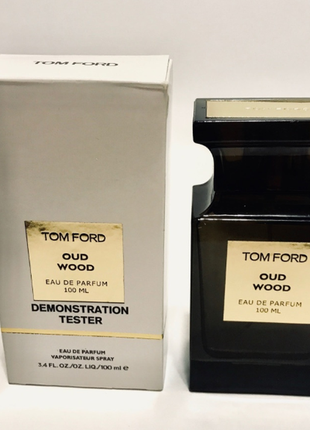 TOM FORD
TOM FORD
OUD
WOOD
EAU DE PARFUM
100 ML
DEMONSTRATION
TESTER
EAU DE PARFUM
VAPORISATEUR SPRAY
3.4 FL. OZ./OZ. LIQ./100 ml e
TOM FORD
OUD
WOOD
EAU DE PARFUM
100 ML